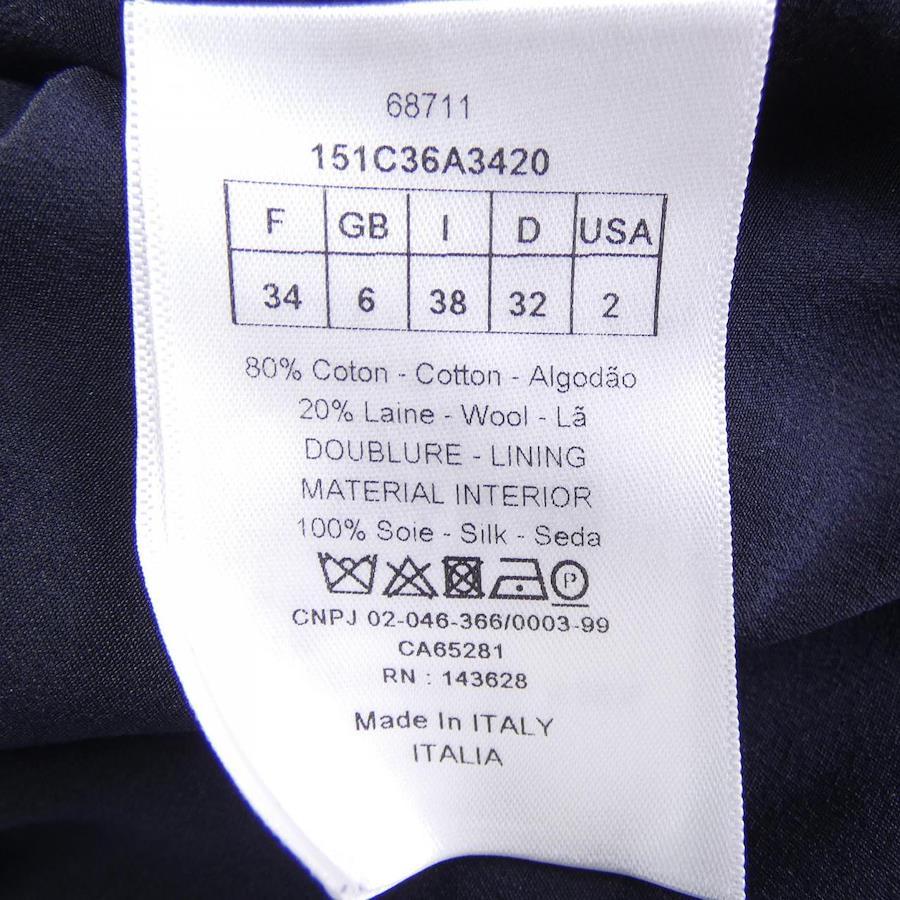 68711
151C36A3420
F GB I D USA
34 6 38 32 2
80% Coton - Cotton - Algodão
20% Laine - Wool - Lã
DOUBLURE - LINING
MATERIAL INTERIOR
100% Soie - Silk - Seda
P
CNPJ 02-046-366/0003-99
CA65281
RN : 143628
Made In ITALY
ITALIA